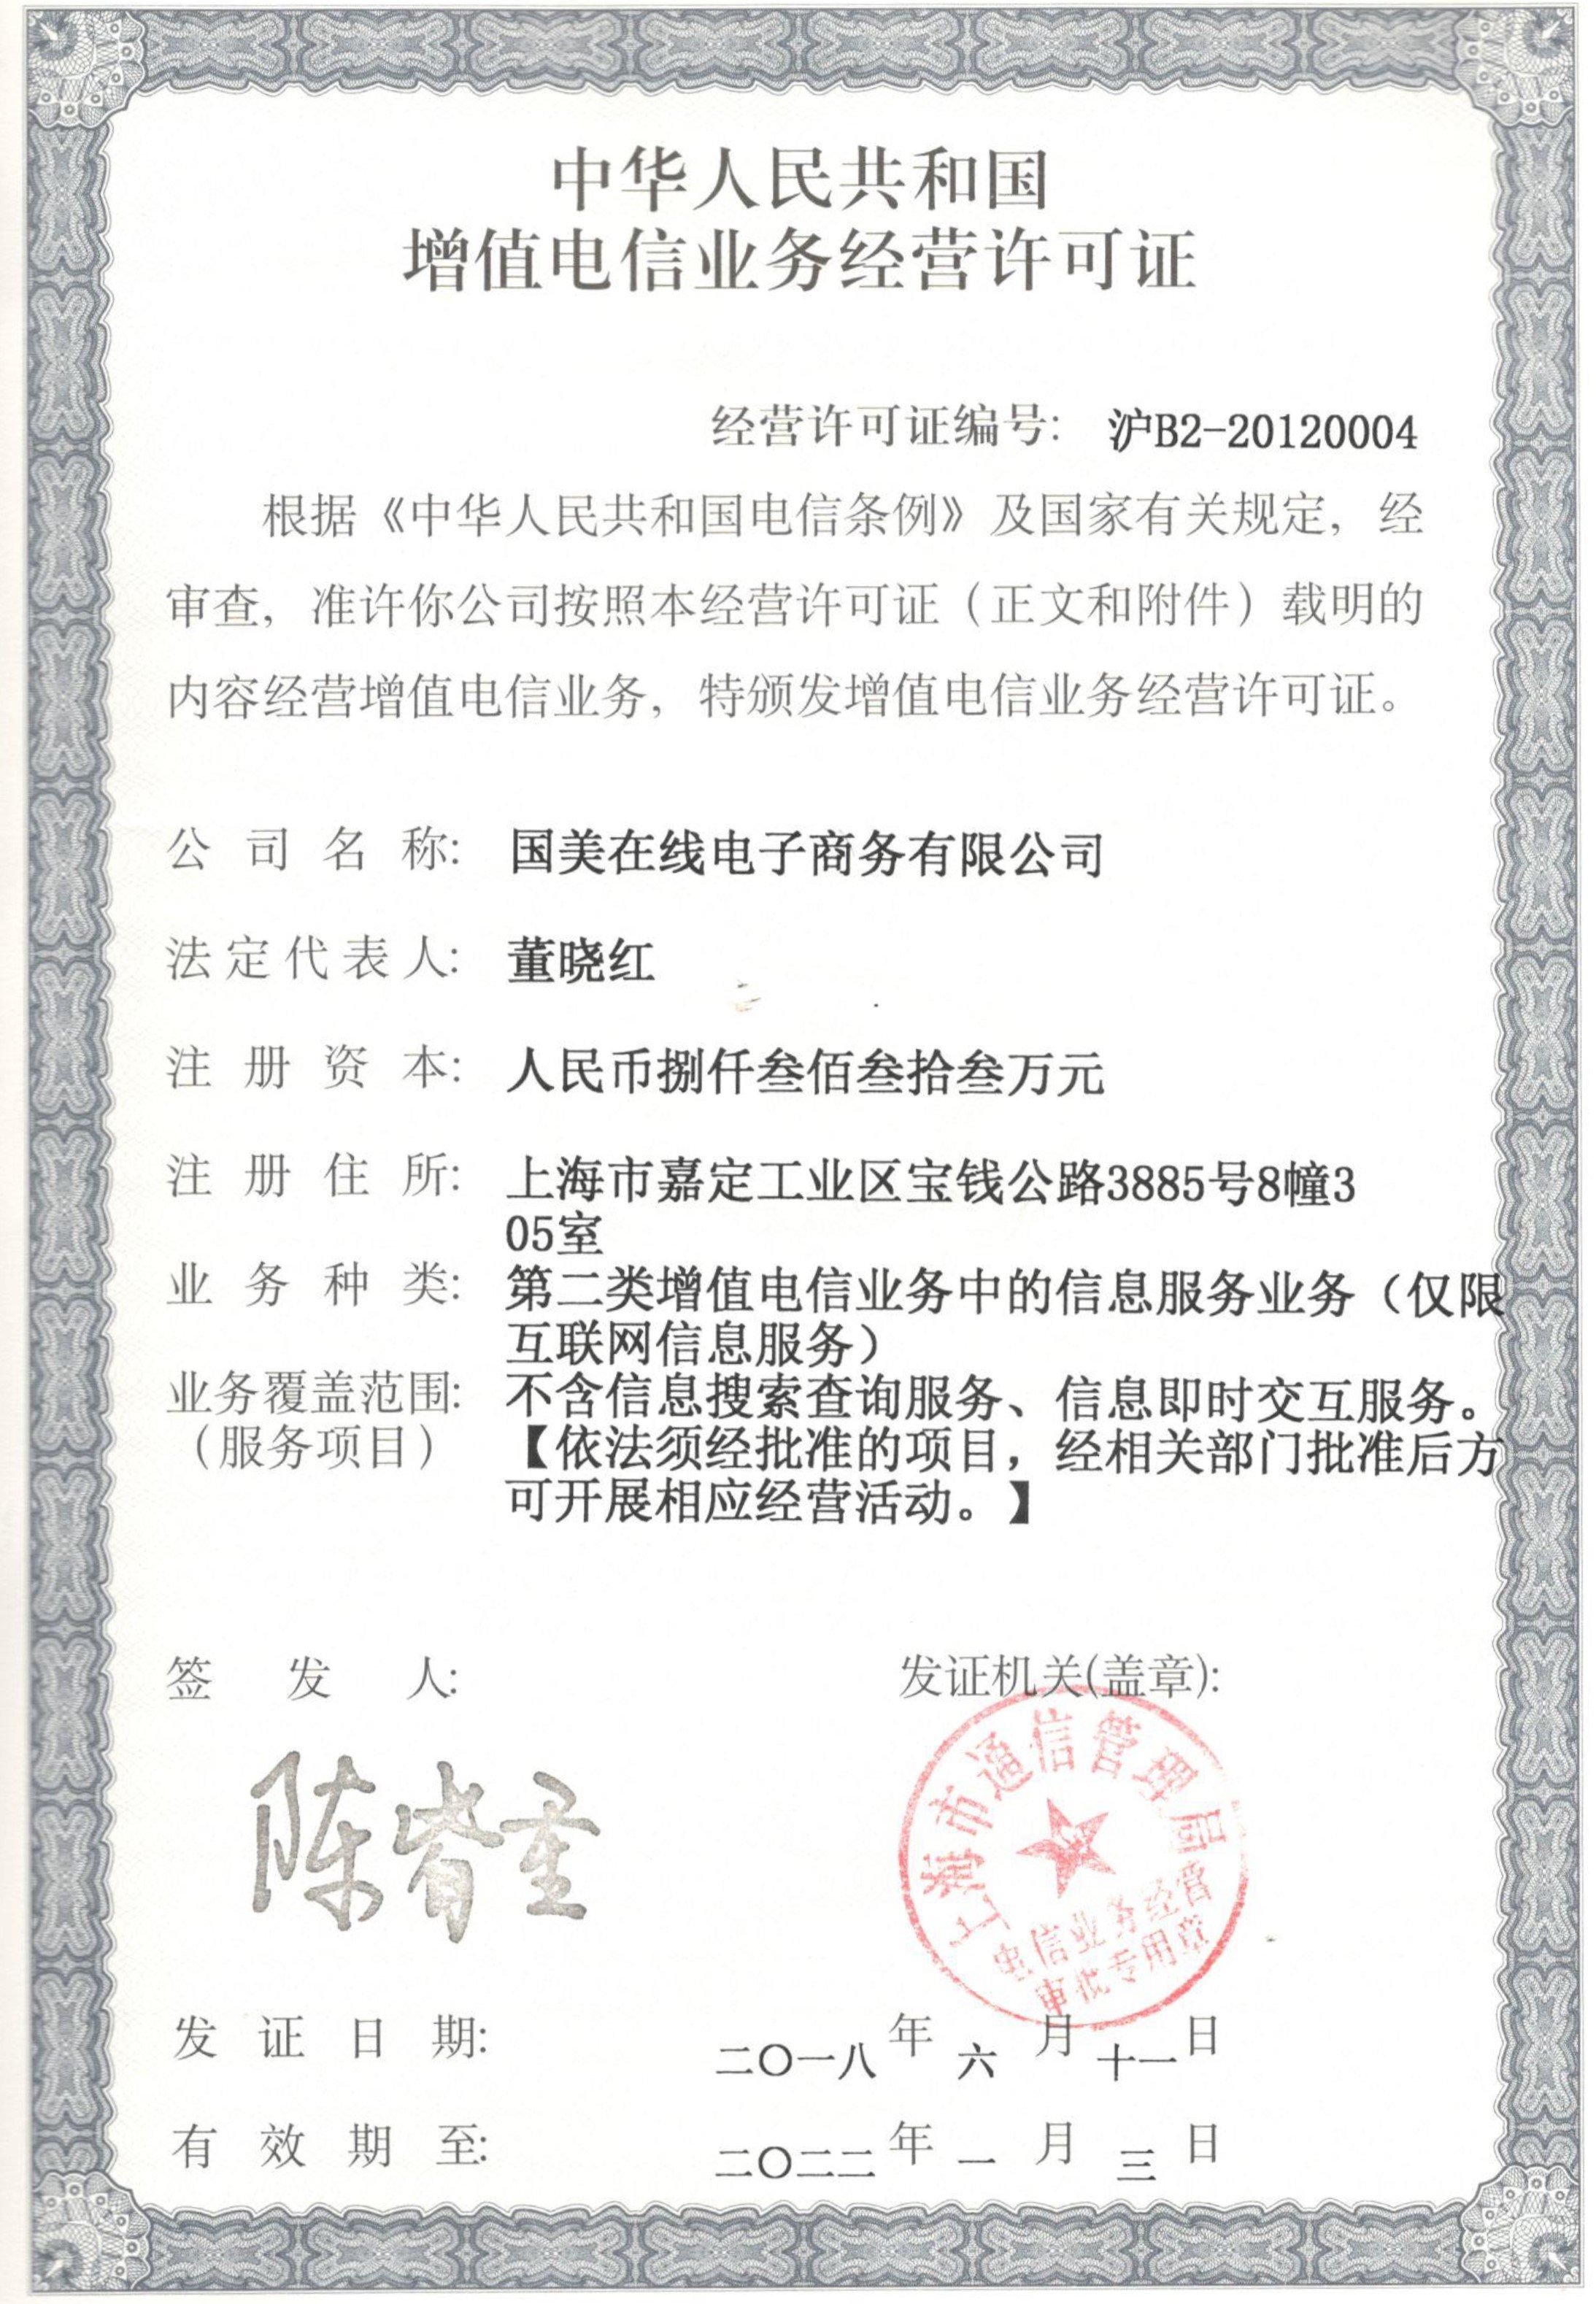 中华人民共和国
增值电信业务经营许可证
经营许可证编号： 沪B2-20120004
根据《中华人民共和国电信条例》及国家有关规定，经
审查，准许你公司按照本经营许可证（正文和附件）载明的
内容经营增值电信业务，特颁发增值电信业务经营许可证。
公司名称： 国美在线电子商务有限公司
法定代表人： 董晓红
注册资本： 人民币捌仟叁佰叁拾叁万元
注册住所： 上海市嘉定工业区宝钱公路3885号8幢3
05室
业务种类： 第二类增值电信业务中的信息服务业务（仅限
互联网信息服务）
业务覆盖范围： 不含信息搜索查询服务、信息即时交互服务。
（服务项目） 【依法须经批准的项目，经相关部门批准后方
可开展相应经营活动。】
签发人： 发证机关(盖章)：
上海市通信管理局
电信业务经营
审批专用章
陈皆重
发证日期： 二〇一八年六月十一日
有效期至： 二〇二二年一月三日